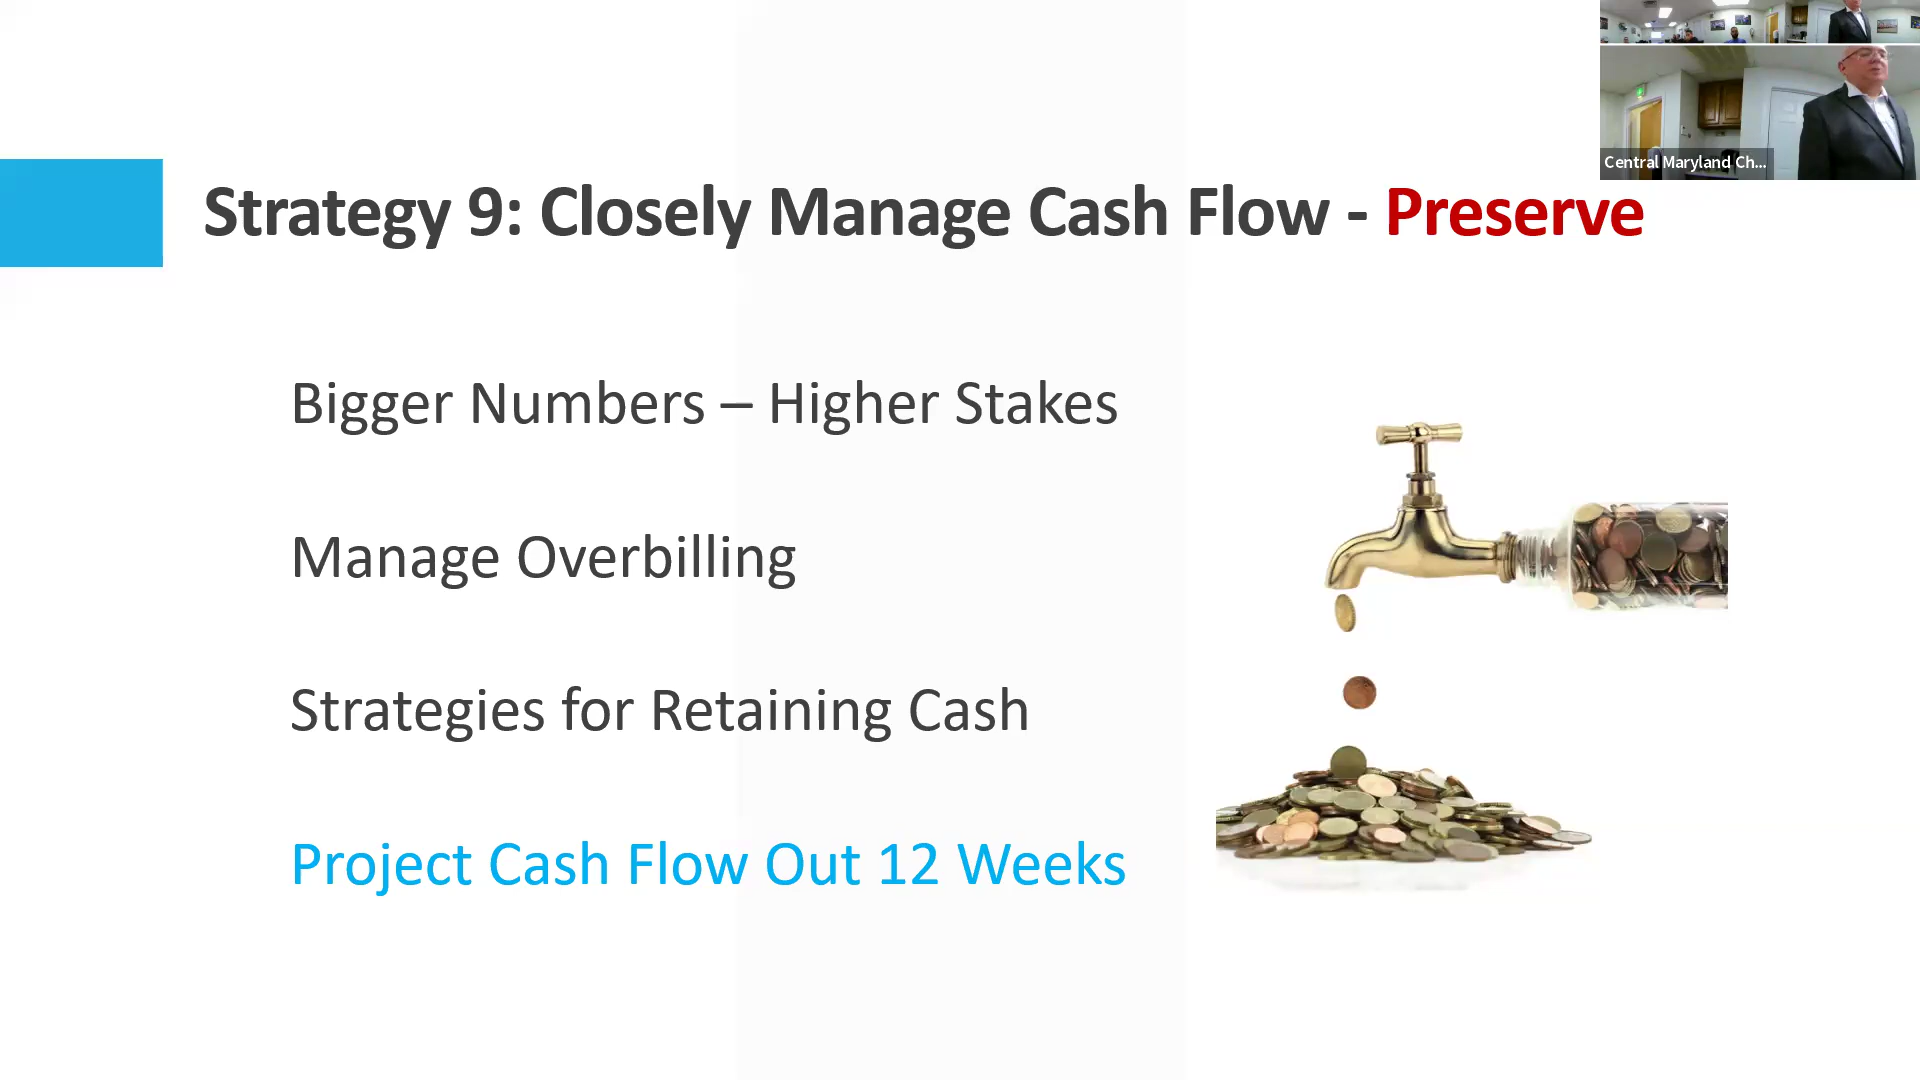 Central Maryland Ch...
Strategy 9: Closely Manage Cash Flow - Preserve
Bigger Numbers – Higher Stakes
Manage Overbilling
Strategies for Retaining Cash
Project Cash Flow Out 12 Weeks